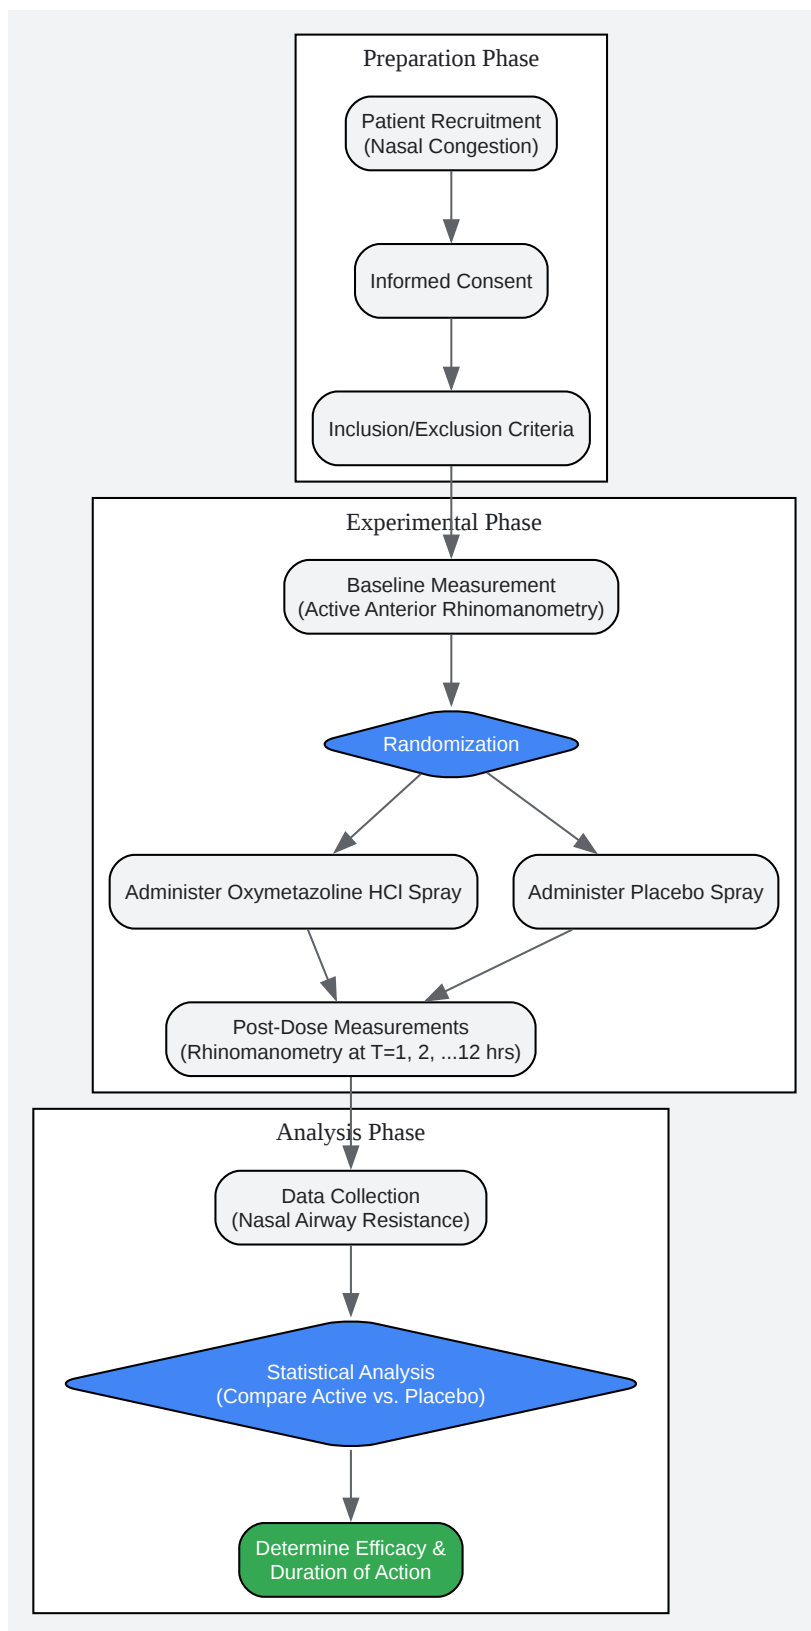 Preparation Phase
Patient Recruitment
(Nasal Congestion)
Informed Consent
Inclusion/Exclusion Criteria
Experimental Phase
Baseline Measurement
(Active Anterior Rhinomanometry)
Randomization
Administer Oxymetazoline HCl Spray
Administer Placebo Spray
Post-Dose Measurements
(Rhinomanometry at T=1, 2, ...12 hrs)
Analysis Phase
Data Collection
(Nasal Airway Resistance)
Statistical Analysis
(Compare Active vs. Placebo)
Determine Efficacy &
Duration of Action